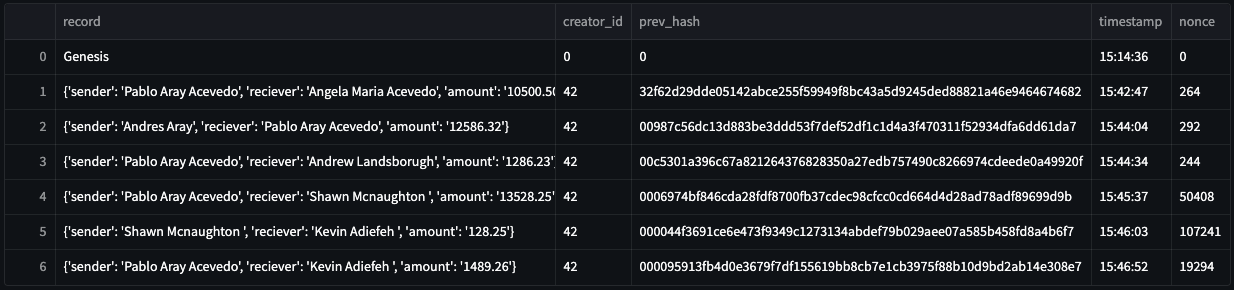 record creator_id prev_hash timestamp nonce
0 Genesis 0 0 15:14:36 0
1 {'sender': 'Pablo Aray Acevedo', 'reciever': 'Angela Maria Acevedo', 'amount': '10500.50 42 32f62d29dde05142abce255f59949f8bc43a5d9245ded88821a46e9464674682 15:42:47 264
2 {'sender': 'Andres Aray', 'reciever': 'Pablo Aray Acevedo', 'amount': '12586.32'} 42 00987c56dc13d883be3ddd53f7def52df1c1d4a3f470311f52934dfa6dd61da7 15:44:04 292
3 {'sender': 'Pablo Aray Acevedo', 'reciever': 'Andrew Landsborugh', 'amount': '1286.23'} 42 00c5301a396c67a821264376828350a27edb757490c8266974cdeede0a49920f 15:44:34 244
4 {'sender': 'Pablo Aray Acevedo', 'reciever': 'Shawn Mcnaughton ', 'amount': '13528.25' 42 0006974bf846cda28fdf8700fb37cdec98cfcc0cd664d4d28ad78adf89699d9b 15:45:37 50408
5 {'sender': 'Shawn Mcnaughton ', 'reciever': 'Kevin Adiefeh ', 'amount': '128.25'} 42 000044f3691ce6e473f9349c1273134abdef79b029aee07a585b458fd8a4b6f7 15:46:03 107241
6 {'sender': 'Pablo Aray Acevedo', 'reciever': 'Kevin Adiefeh ', 'amount': '1489.26'} 42 000095913fb4d0e3679f7df155619bb8cb7e1cb3975f88b10d9bd2ab14e308e7 15:46:52 19294